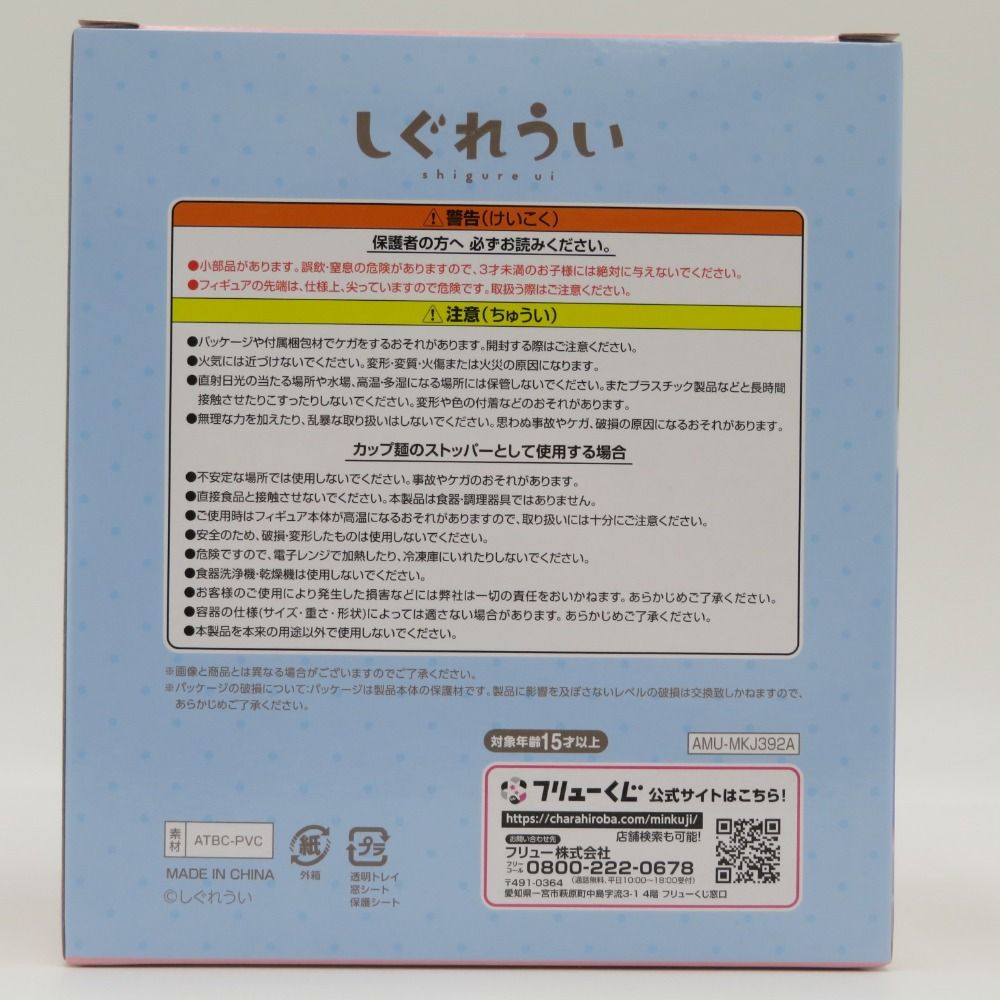 しぐれうい
shigure ui
⚠警告(けいこく)
保護者の方へ 必ずお読みください。
●小部品があります。誤飲・窒息の危険がありますので、3才未満のお子様には絶対に与えないでください。
●フィギュアの先端は、仕様上、尖っていますので危険です。取扱う際はご注意ください。
⚠注意(ちゅうい)
●パッケージや付属梱包材でケガをするおそれがあります。開封する際はご注意ください。
●火気には近づけないでください。変形・変質・火傷または火災の原因になります。
●直射日光の当たる場所や水場、高温・多湿になる場所には保管しないでください。またプラスチック製品などと長時間
接触させたりこすったりしないでください。変形や色の付着などのおそれがあります。
●無理な力を加えたり、乱暴な取り扱いはしないでください。思わぬ事故やケガ、破損の原因になるおそれがあります。
カップ麺のストッパーとして使用する場合
●不安定な場所では使用しないでください。事故やケガのおそれがあります。
●直接食品と接触させないでください。本製品は食器・調理器具ではありません。
●ご使用時はフィギュア本体が高温になるおそれがありますので、取り扱いには十分にご注意ください。
●安全のため、破損・変形したものは使用しないでください。
●危険ですので、電子レンジで加熱したり、冷凍庫にいれたりしないでください。
●食器洗浄機・乾燥機は使用しないでください。
●お客様のご使用により発生した損害などには弊社は一切の責任をおいかねます。あらかじめご了承ください。
●容器の仕様(サイズ・重さ・形状)によっては適さない場合があります。あらかじめご了承ください。
●本製品を本来の用途以外で使用しないでください。
※画像と商品とは異なる場合がございますのでご了承ください。
※パッケージの破損について:パッケージは製品本体の保護材です。製品に影響を及ぼさないレベルの破損は交換致しかねますので、
あらかじめご了承ください。
対象年齢15才以上
AMU-MKJ392A
フリューくじ 公式サイトはこちら!
https://charahiroba.com/minkuji/
店舗検索も可能!
お問い合わせ先
フリュー株式会社
フリーコール 0800-222-0678
〒491-0364 (通話無料、平日10:00~18:00受付)
愛知県一宮市萩原町中島字流3-1 4階 フリューくじ窓口
素材 ATBC-PVC
紙 外箱
プラ
透明トレイ
窓シート
保護シート
MADE IN CHINA
©しぐれうい